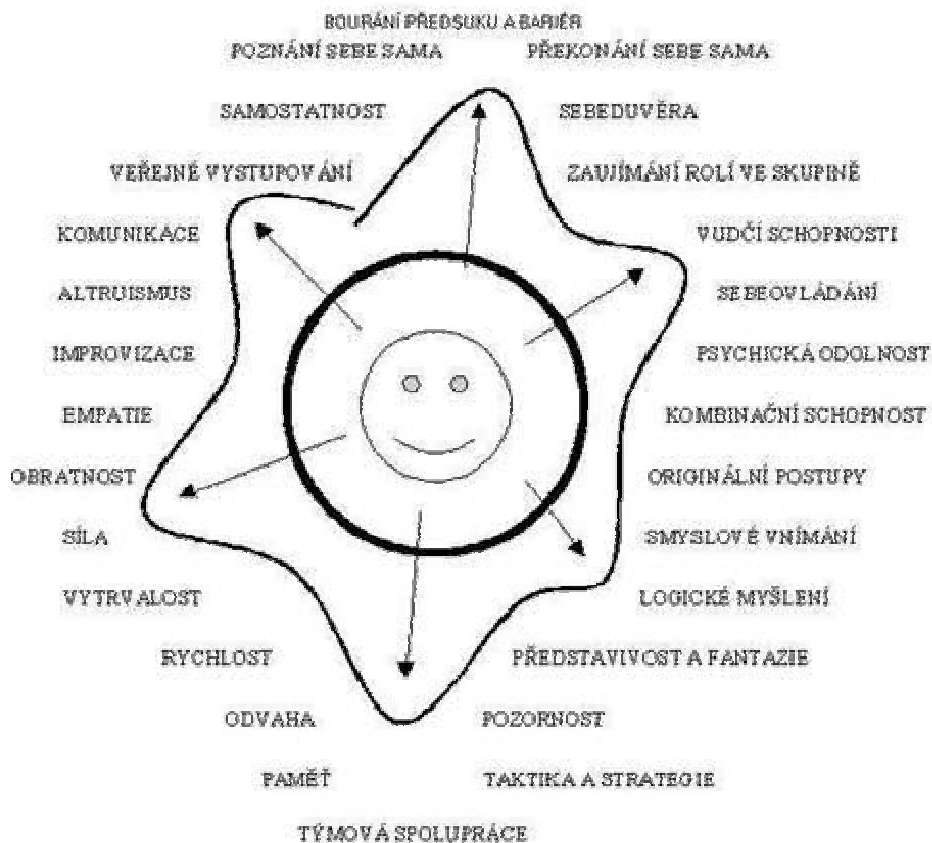 BOURÁNÍ PŘEDSUKU A BARIÉR
POZNÁNÍ SEBE SAMA PŘEKONÁNÍ SEBE SAMA
SAMOSTATNOST SEBEDUVĚRA
VEŘEJNÉ VYSTUPOVÁNÍ ZAUJÍMÁNÍ ROLÍ VE SKUPINĚ
KOMUNIKACE VUDČÍ SCHOPNOSTI
ALTRUISMUS SEBEOVLÁDÁNÍ
IMPROVIZACE PSYCHICKÁ ODOLNOST
EMPATIE KOMBINAČNÍ SCHOPNOST
OBRATNOST ORIGINÁLNÍ POSTUPY
SÍLA SMYSLOVÉ VNÍMÁNÍ
VYTRVALOST LOGICKÉ MYŠLENÍ
RYCHLOST PŘEDSTAVIVOST A FANTAZIE
ODVAHA POZORNOST
PAMĚŤ TAKTIKA A STRATEGIE
TÝMOVÁ SPOLUPRÁCE